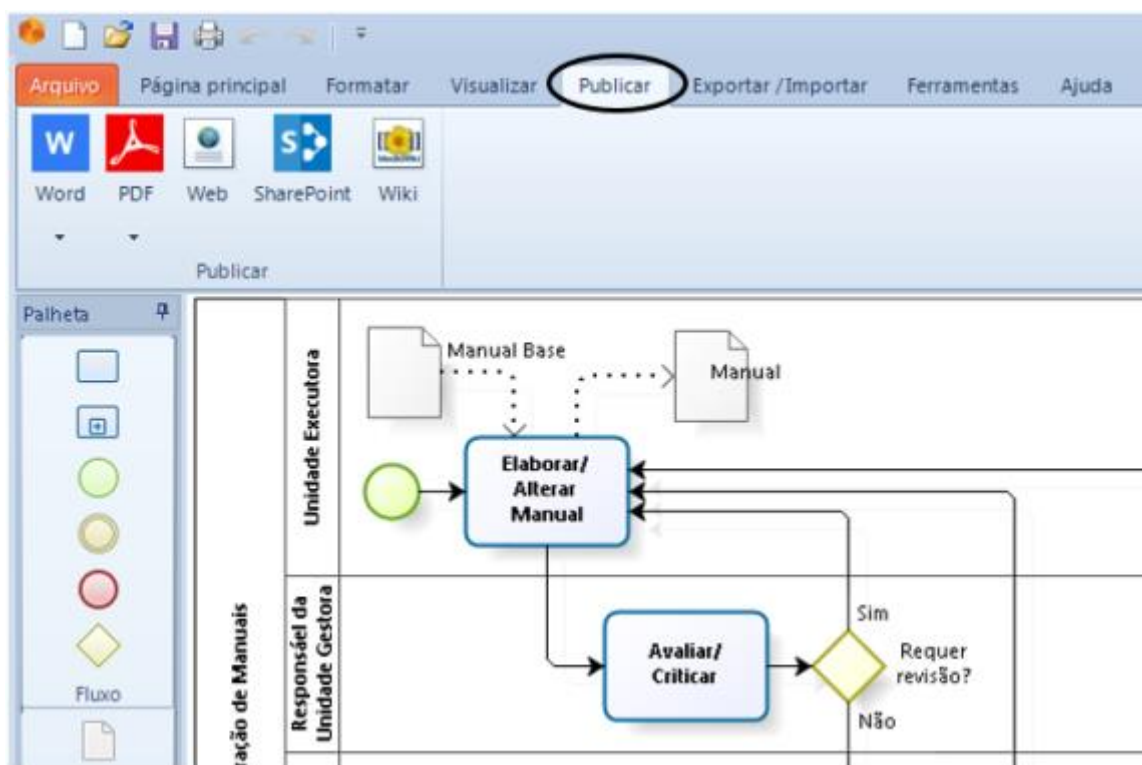 Arquivo Página principal Formatar Visualizar Publicar Exportar /Importar Ferramentas Ajuda
W
S
Word PDF Web SharePoint Wiki
Publicar
Palheta
Fluxo
ração de Manuais
Unidade Executora
Manual Base
Manual
Elaborar/
Alterar
Manual
Responsáel da
Unidade Gestora
Avaliar/
Criticar
Sim
Requer
revisão?
Não